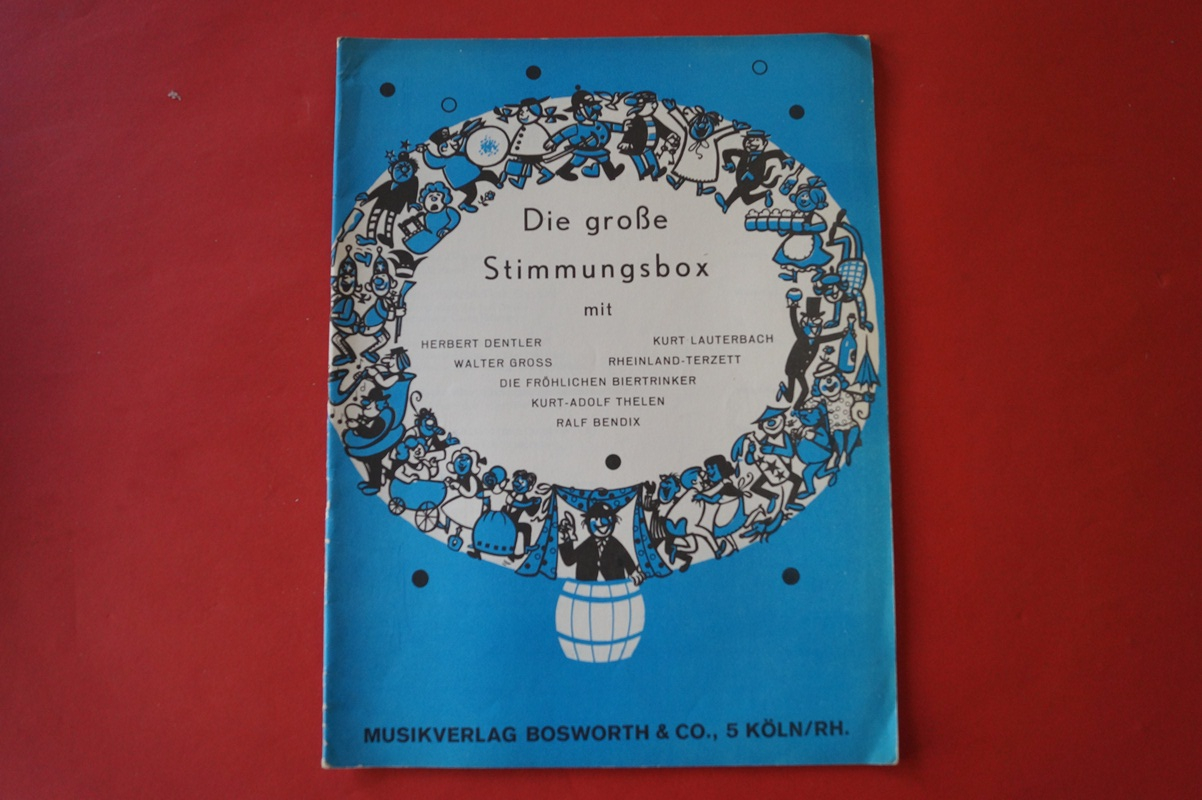 Die große
Stimmungsbox
mit
HERBERT DENTLER KURT LAUTERBACH
WALTER GROSS RHEINLAND-TERZETT
DIE FRÖHLICHEN BIERTRINKER
KURT-ADOLF THELEN
RALF BENDIX
MUSIKVERLAG BOSWORTH & CO., 5 KÖLN/RH.